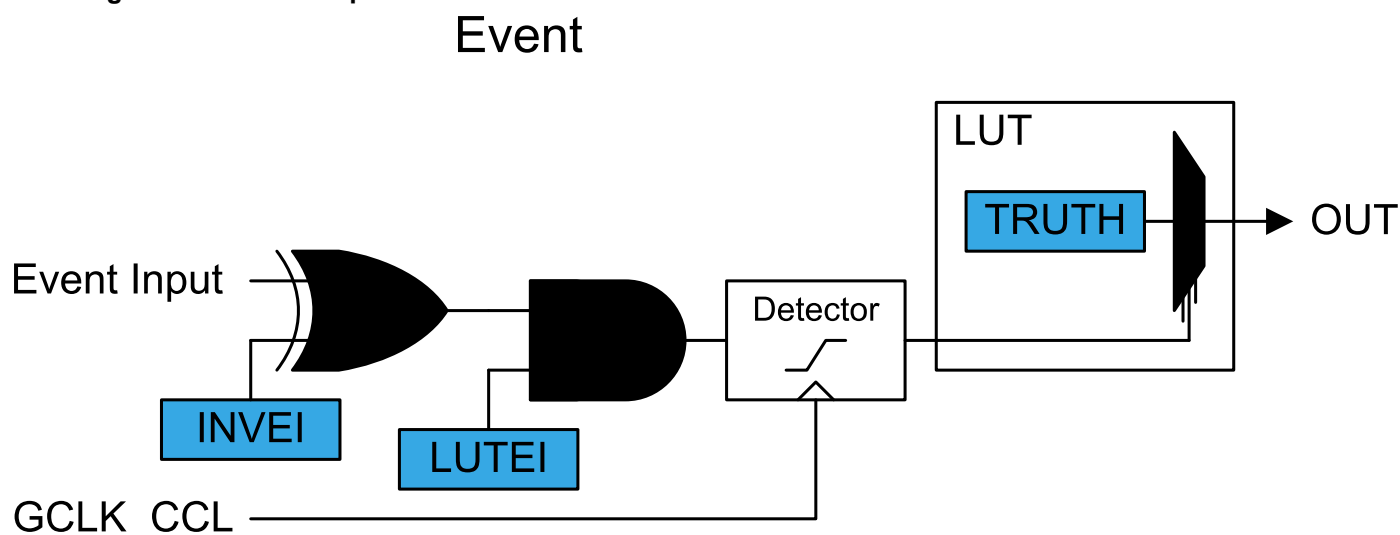 Event
LUT
TRUTH
OUT
Event Input
Detector
INVEI
LUTEI
GCLK CCL